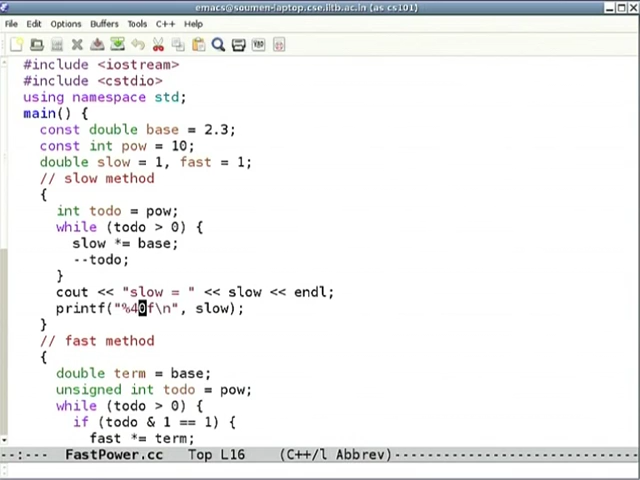 emacs@soumen-laptop.cse.iitb.ac.in [as cs101]
File Edit Options Buffers Tools C++ Help
#include <iostream>
#include <cstdio>
using namespace std;
main() {
  const double base = 2.3;
  const int pow = 10;
  double slow = 1, fast = 1;
  // slow method
  {
    int todo = pow;
    while (todo > 0) {
      slow *= base;
      --todo;
    }
    cout << "slow = " << slow << endl;
    printf("%40f\n", slow);
  }
  // fast method
  {
    double term = base;
    unsigned int todo = pow;
    while (todo > 0) {
      if (todo & 1 == 1) {
        fast *= term;
--:--- FastPower.cc Top L16 (C++/l Abbrev)